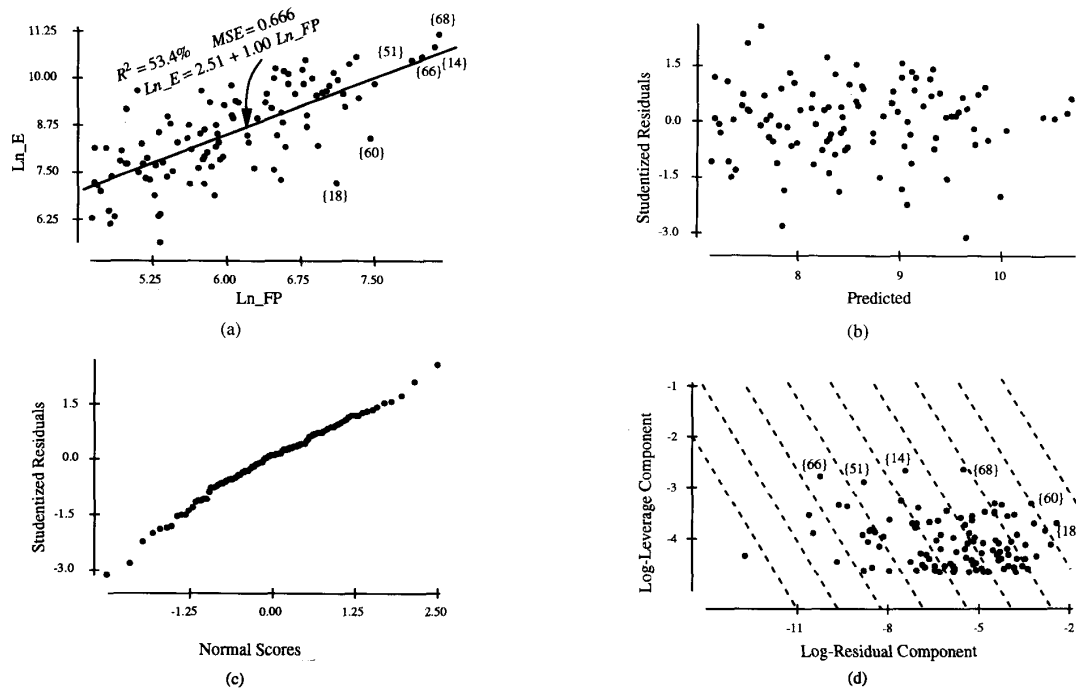 11.25
10.00
8.75
7.50
6.25
Ln_E
R² = 53.4% MSE = 0.666
Ln_E = 2.51 + 1.00 Ln_FP
{68}
{51}
{66}
{14}
{60}
{18}
5.25 6.00 6.75 7.50
Ln_FP
(a)
1.5
0.0
-1.5
-3.0
Studentized Residuals
8 9 10
Predicted
(b)
1.5
0.0
-1.5
-3.0
Studentized Residuals
-1.25 0.00 1.25 2.50
Normal Scores
(c)
-1
-2
-3
-4
Log-Leverage Component
{66}
{51}
{14}
{68}
{60}
{18
-11 -8 -5 -2
Log-Residual Component
(d)